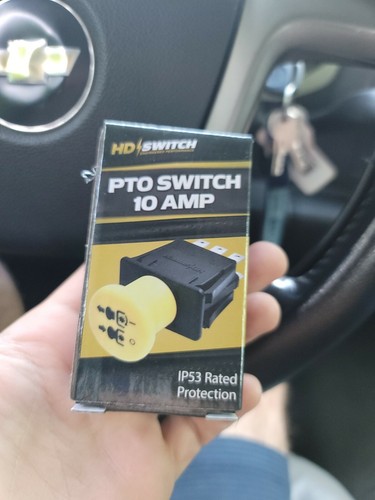 HD SWITCH
PTO SWITCH
10 AMP
IP53 Rated
Protection